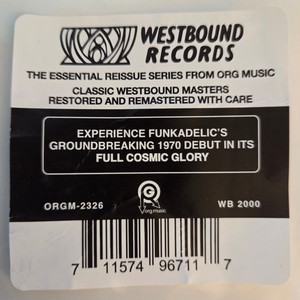 WESTBOUND
RECORDS
THE ESSENTIAL REISSUE SERIES FROM ORG MUSIC
CLASSIC WESTBOUND MASTERS
RESTORED AND REMASTERED WITH CARE
EXPERIENCE FUNKADELIC'S
GROUNDBREAKING 1970 DEBUT IN ITS
FULL COSMIC GLORY
ORGM-2326
WB 2000
org music
7 11574 96711 7